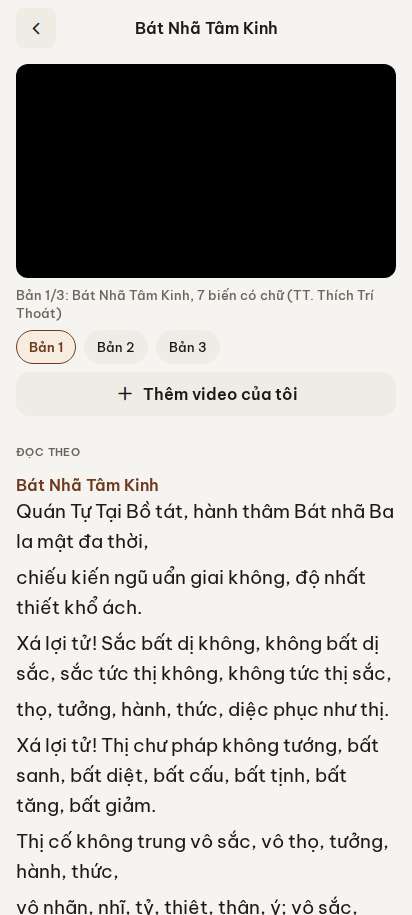 Bát Nhã Tâm Kinh
Bản 1/3: Bát Nhã Tâm Kinh, 7 biến có chữ (TT. Thích Trí
Thoát)
Bản 1
Bản 2
Bản 3
+ Thêm video của tôi
ĐỌC THEO
Bát Nhã Tâm Kinh
Quán Tự Tại Bồ tát, hành thâm Bát nhã Ba
la mật đa thời,
chiếu kiến ngũ uẩn giai không, độ nhất
thiết khổ ách.
Xá lợi tử! Sắc bất dị không, không bất dị
sắc, sắc tức thị không, không tức thị sắc,
thọ, tưởng, hành, thức, diệc phục như thị.
Xá lợi tử! Thị chư pháp không tướng, bất
sanh, bất diệt, bất cấu, bất tịnh, bất
tăng, bất giảm.
Thị cố không trung vô sắc, vô thọ, tưởng,
hành, thức,
vô nhãn, nhĩ, tỷ, thiệt, thân, ý; vô sắc,